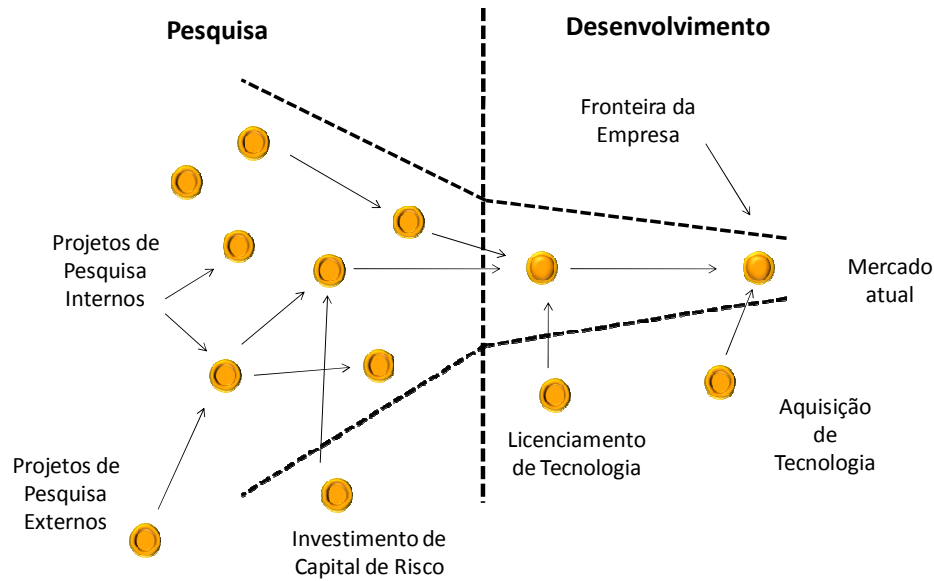 Pesquisa
Desenvolvimento
Fronteira da
Empresa
Projetos de
Pesquisa
Internos
Mercado
atual
Licenciamento
de Tecnologia
Aquisição
de
Tecnologia
Projetos de
Pesquisa
Externos
Investimento de
Capital de Risco